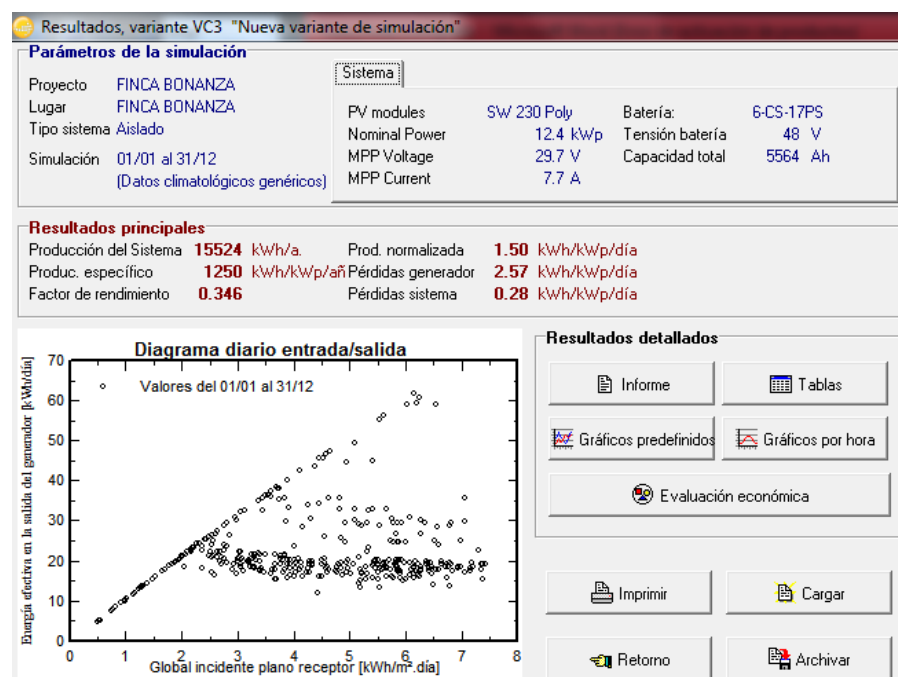 Resultados, variante VC3 "Nueva variante de simulación"
Parámetros de la simulación
Proyecto FINCA BONANZA
Lugar FINCA BONANZA
Tipo sistema Aislado
Simulación 01/01 al 31/12
(Datos climatológicos genéricos)
Sistema
PV modules SW 230 Poly Batería: 6-CS-17PS
Nominal Power 12.4 kWp Tensión batería 48 V
MPP Voltage 29.7 V Capacidad total 5564 Ah
MPP Current 7.7 A
Resultados principales
Producción del Sistema 15524 kWh/a. Prod. normalizada 1.50 kWh/kWp/día
Produc. específico 1250 kWh/kWp/añ Pérdidas generador 2.57 kWh/kWp/día
Factor de rendimiento 0.346 Pérdidas sistema 0.28 kWh/kWp/día
Diagrama diario entrada/salida
Valores del 01/01 al 31/12
Energía efectiva en la salida del generador [kWh/día]
70
60
50
40
30
20
10
0
0 1 2 3 4 5 6 7 8
Global incidente plano receptor [kWh/m².día]
Resultados detallados
Informe Tablas
Gráficos predefinidos Gráficos por hora
Evaluación económica
Imprimir Cargar
Retorno Archivar